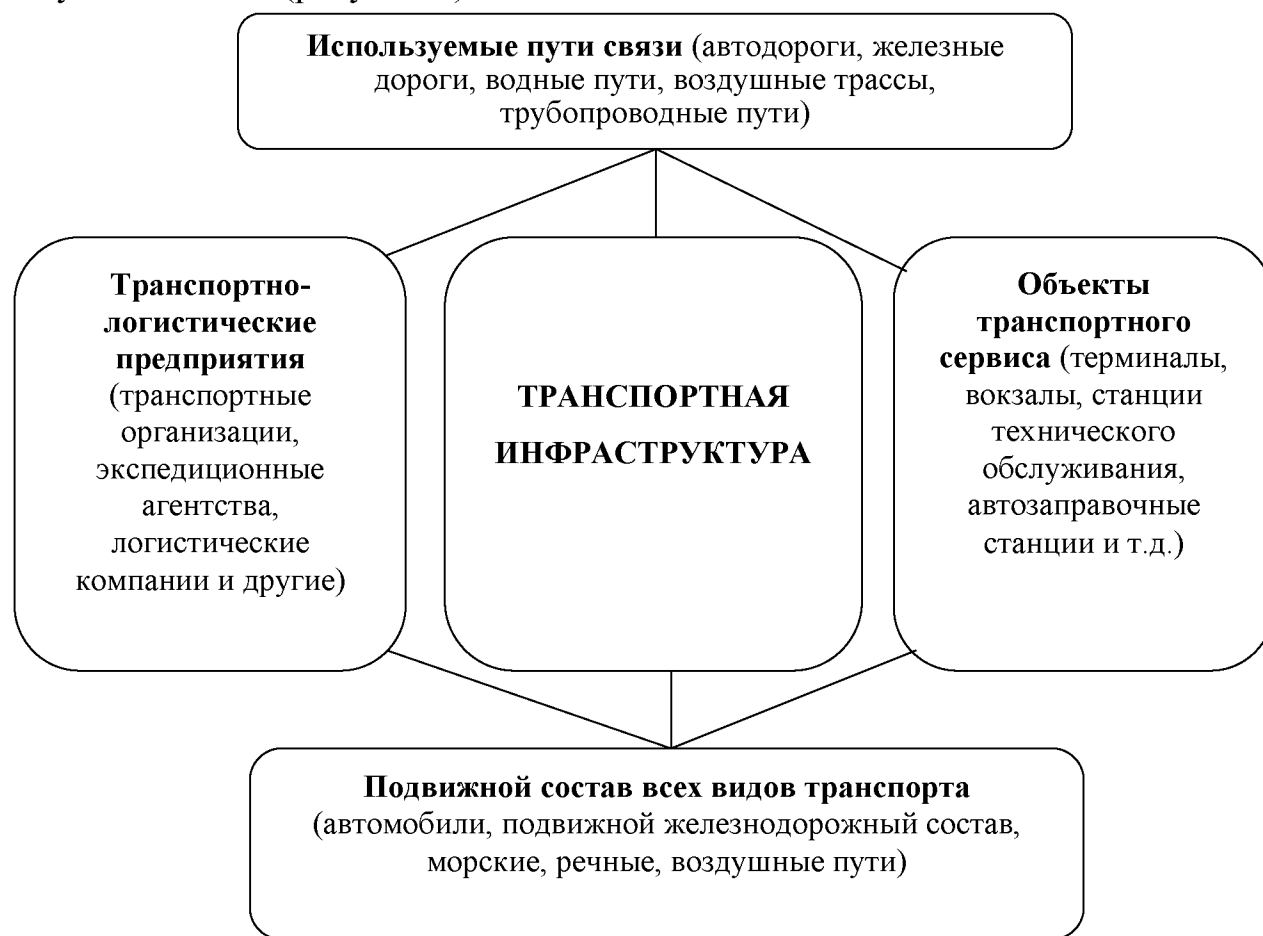 Используемые пути связи (автодороги, железные
дороги, водные пути, воздушные трассы,
трубопроводные пути)
Транспортно-
логистические
предприятия
(транспортные
организации,
экспедиционные
агентства,
логистические
компании и другие)
ТРАНСПОРТНАЯ
ИНФРАСТРУКТУРА
Объекты
транспортного
сервиса (терминалы,
вокзалы, станции
технического
обслуживания,
автозаправочные
станции и т.д.)
Подвижной состав всех видов транспорта
(автомобили, подвижной железнодорожный состав,
морские, речные, воздушные пути)